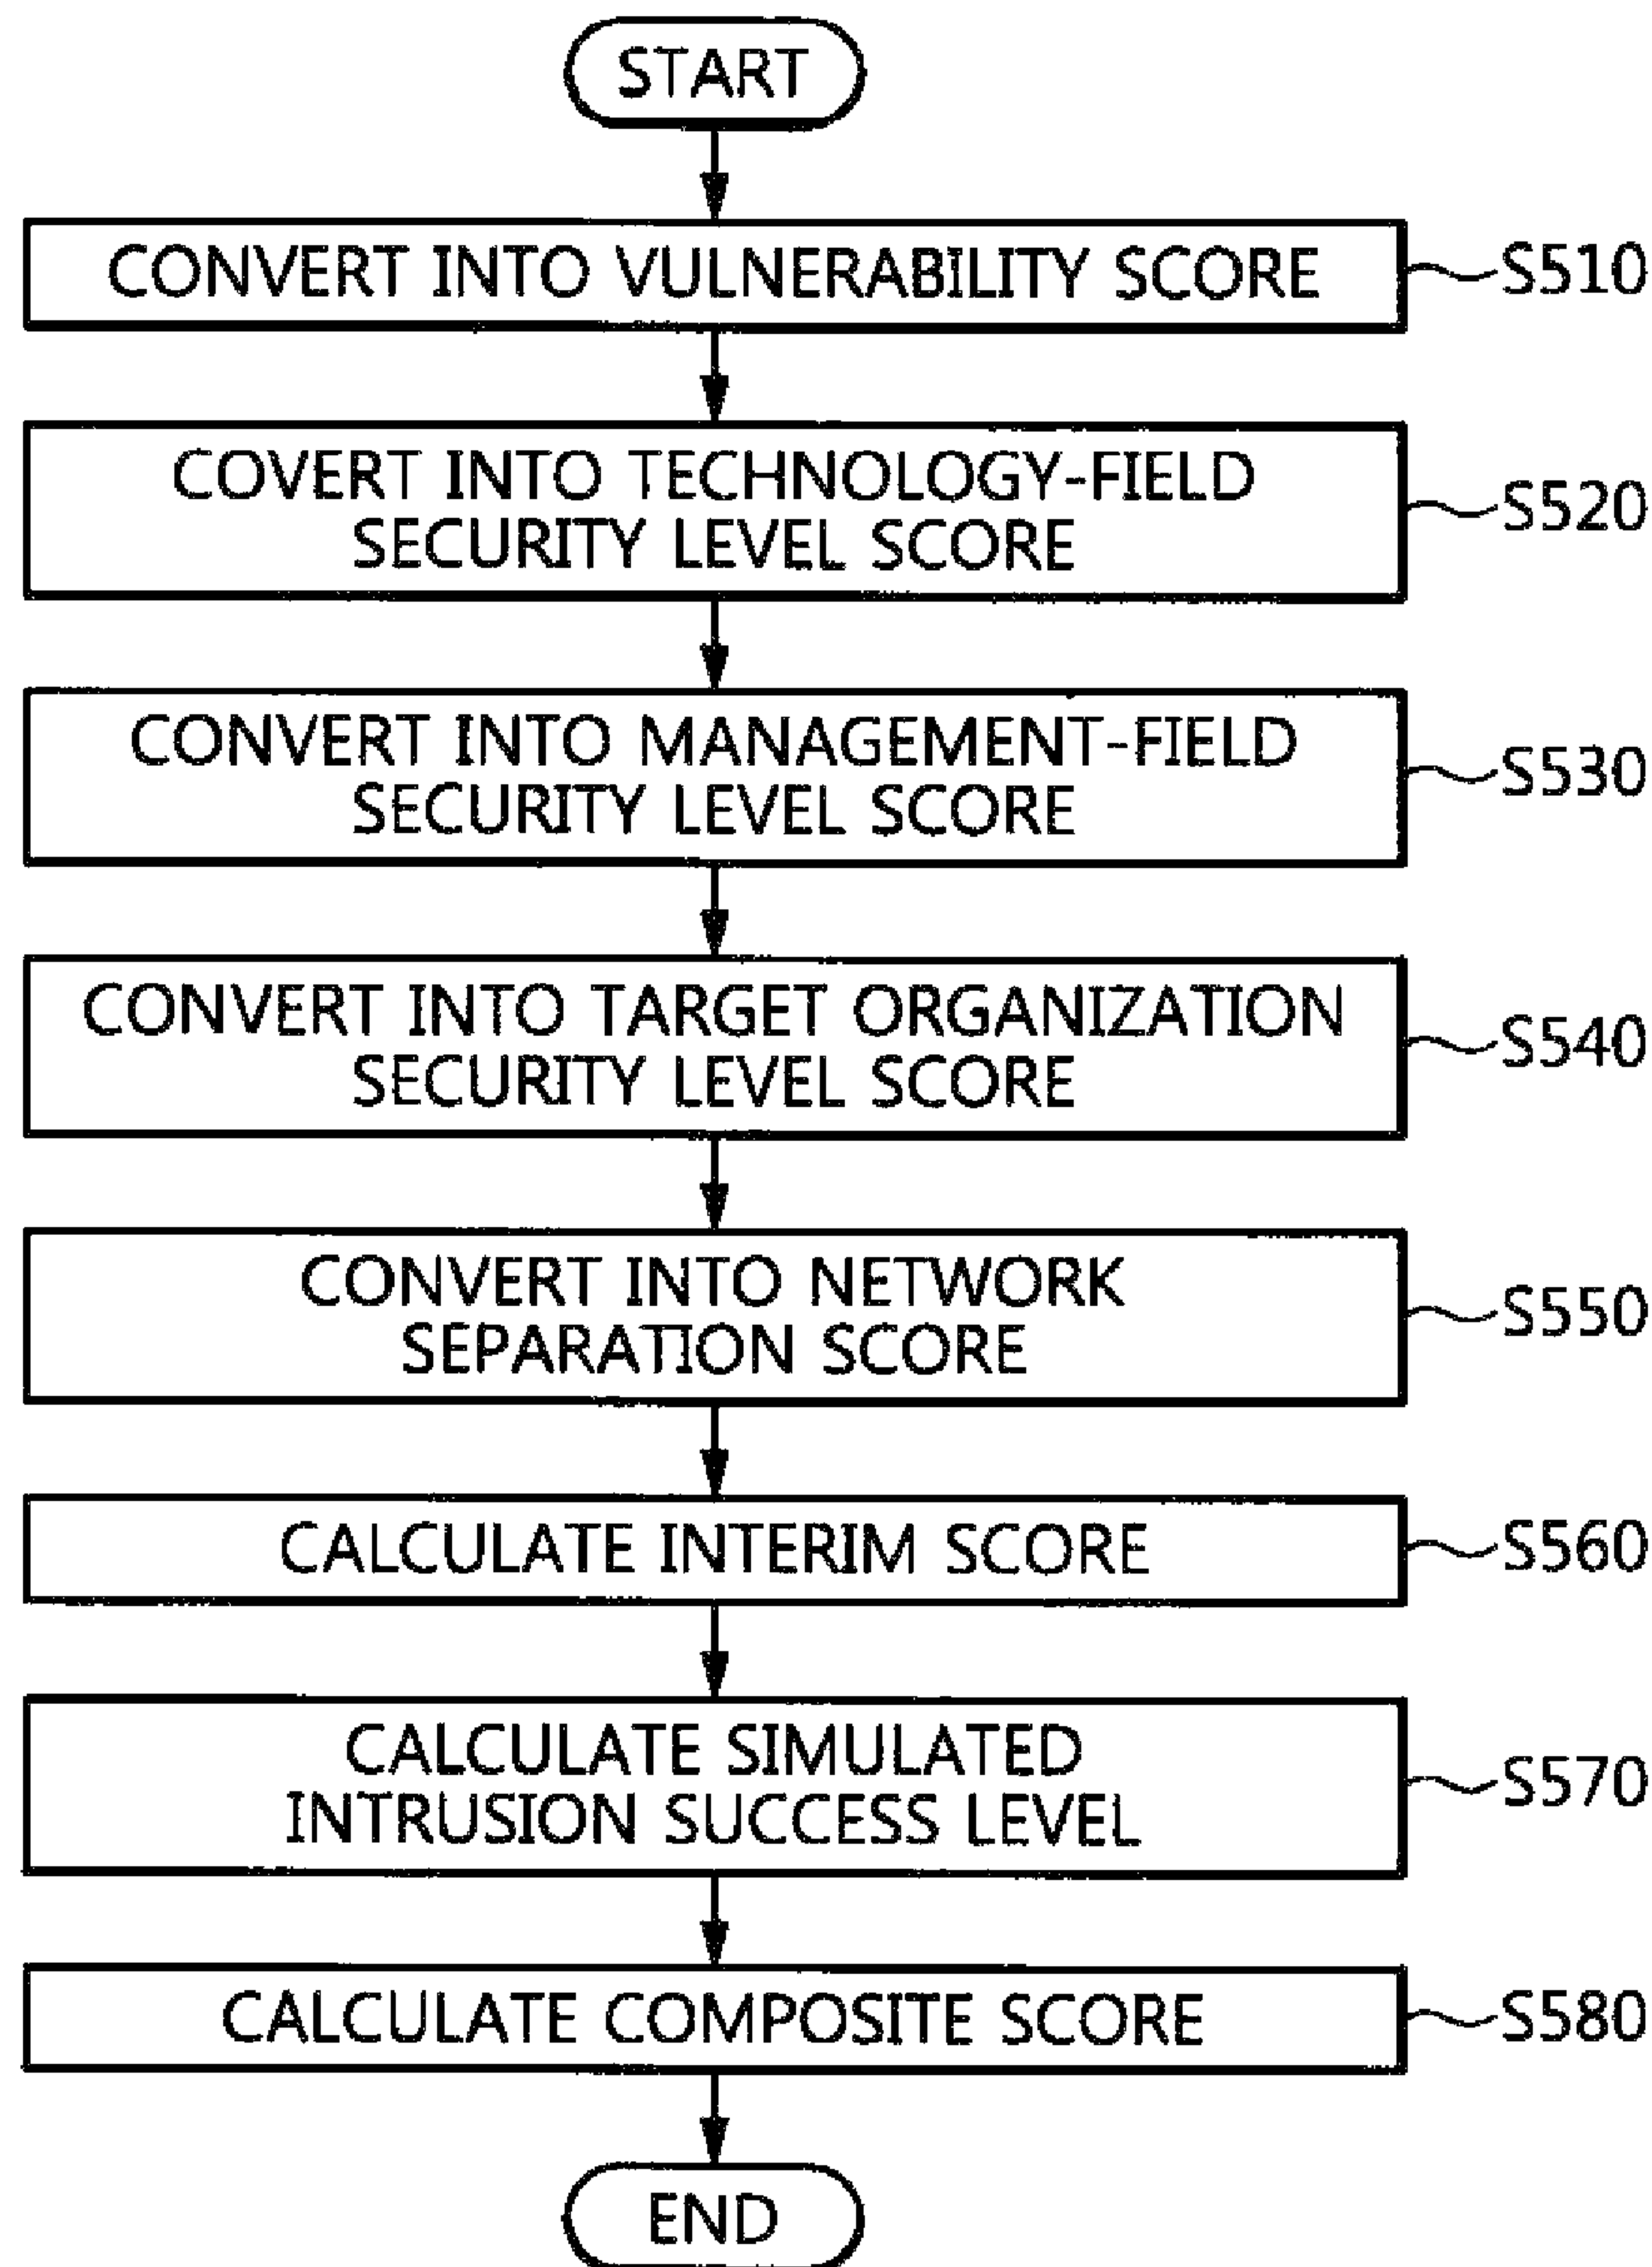 START
CONVERT INTO VULNERABILITY SCORE
S510
COVERT INTO TECHNOLOGY-FIELD
SECURITY LEVEL SCORE
S520
CONVERT INTO MANAGEMENT-FIELD
SECURITY LEVEL SCORE
S530
CONVERT INTO TARGET ORGANIZATION
SECURITY LEVEL SCORE
S540
CONVERT INTO NETWORK
SEPARATION SCORE
S550
CALCULATE INTERIM SCORE
S560
CALCULATE SIMULATED
INTRUSION SUCCESS LEVEL
S570
CALCULATE COMPOSITE SCORE
S580
END